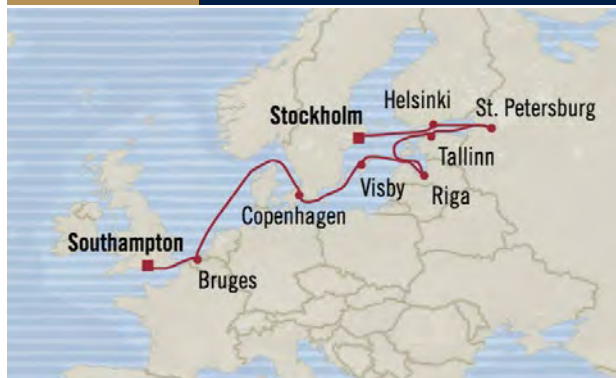 Helsinki
St. Petersburg
Stockholm
Tallinn
Visby
Riga
Copenhagen
Southampton
Bruges